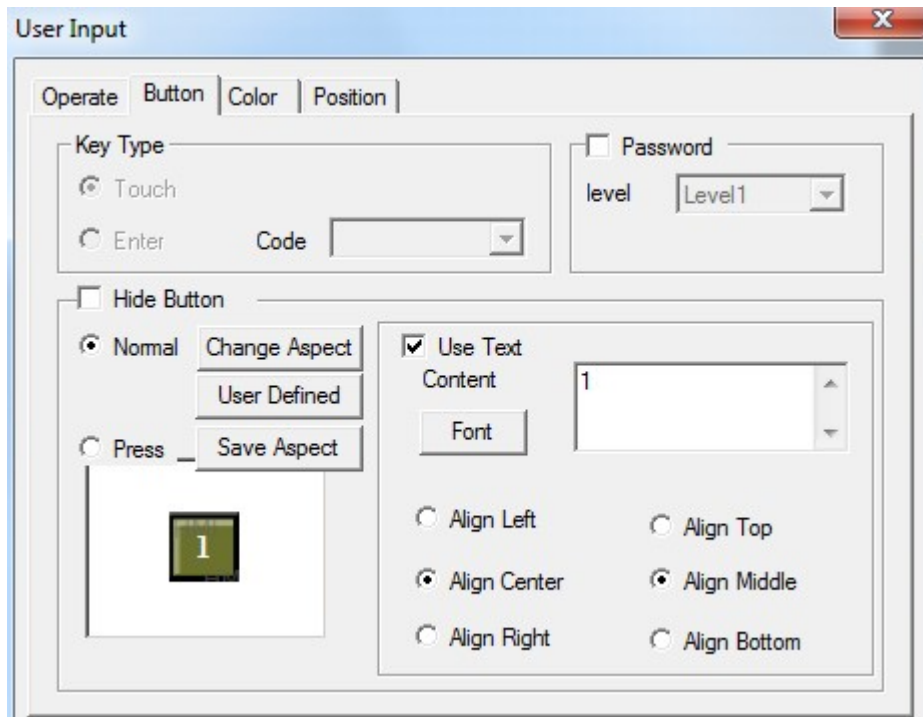 User Input
Operate Button Color Position
Key Type
Touch
Enter Code
Password
level Level1
Hide Button
Normal Change Aspect
User Defined
Press Save Aspect
1
Use Text
Content 1
Font
Align Left Align Top
Align Center Align Middle
Align Right Align Bottom